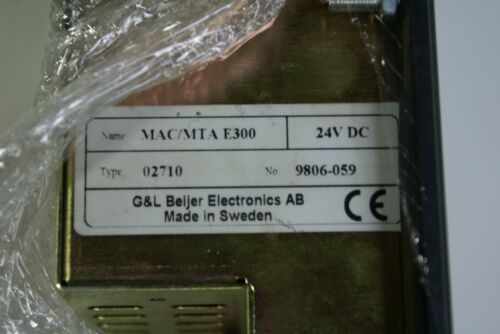 Name MAC/MTA E300 24V DC
Type 02710 No 9806-059
G&L Beijer Electronics AB
Made in Sweden
CE